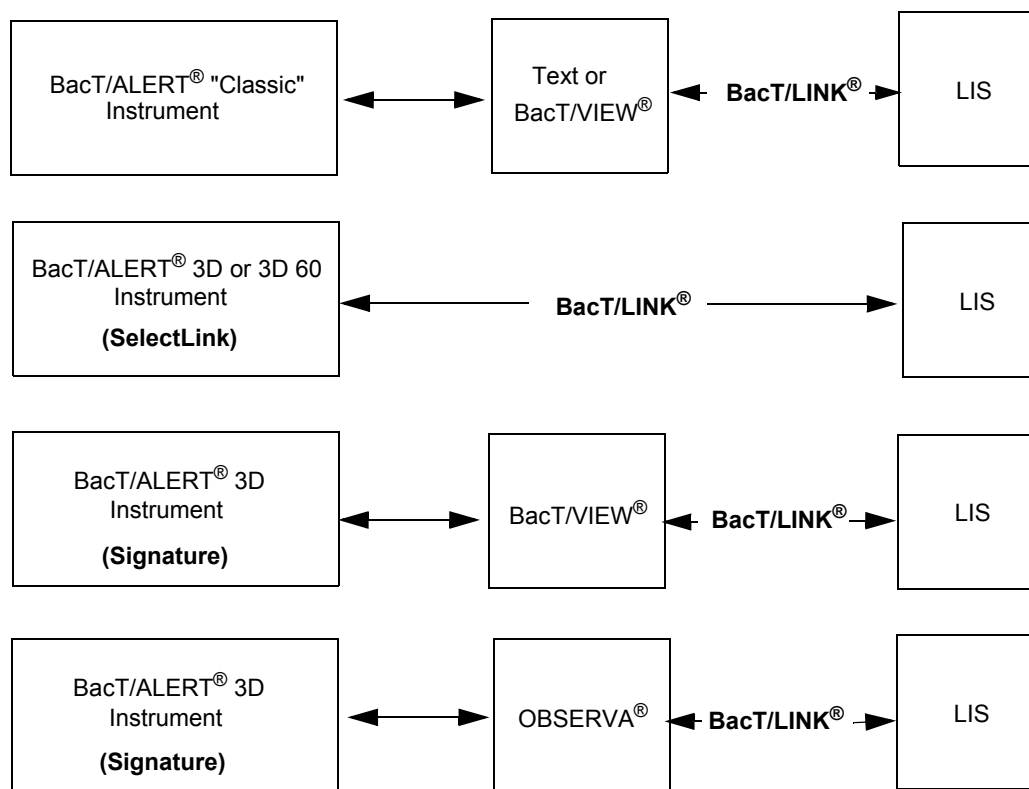 BacT/ALERT® "Classic"
Instrument
Text or
BacT/VIEW®
BacT/LINK®
LIS
BacT/ALERT® 3D or 3D 60
Instrument
(SelectLink)
BacT/LINK®
LIS
BacT/ALERT® 3D
Instrument
(Signature)
BacT/VIEW®
BacT/LINK®
LIS
BacT/ALERT® 3D
Instrument
(Signature)
OBSERVA®
BacT/LINK®
LIS